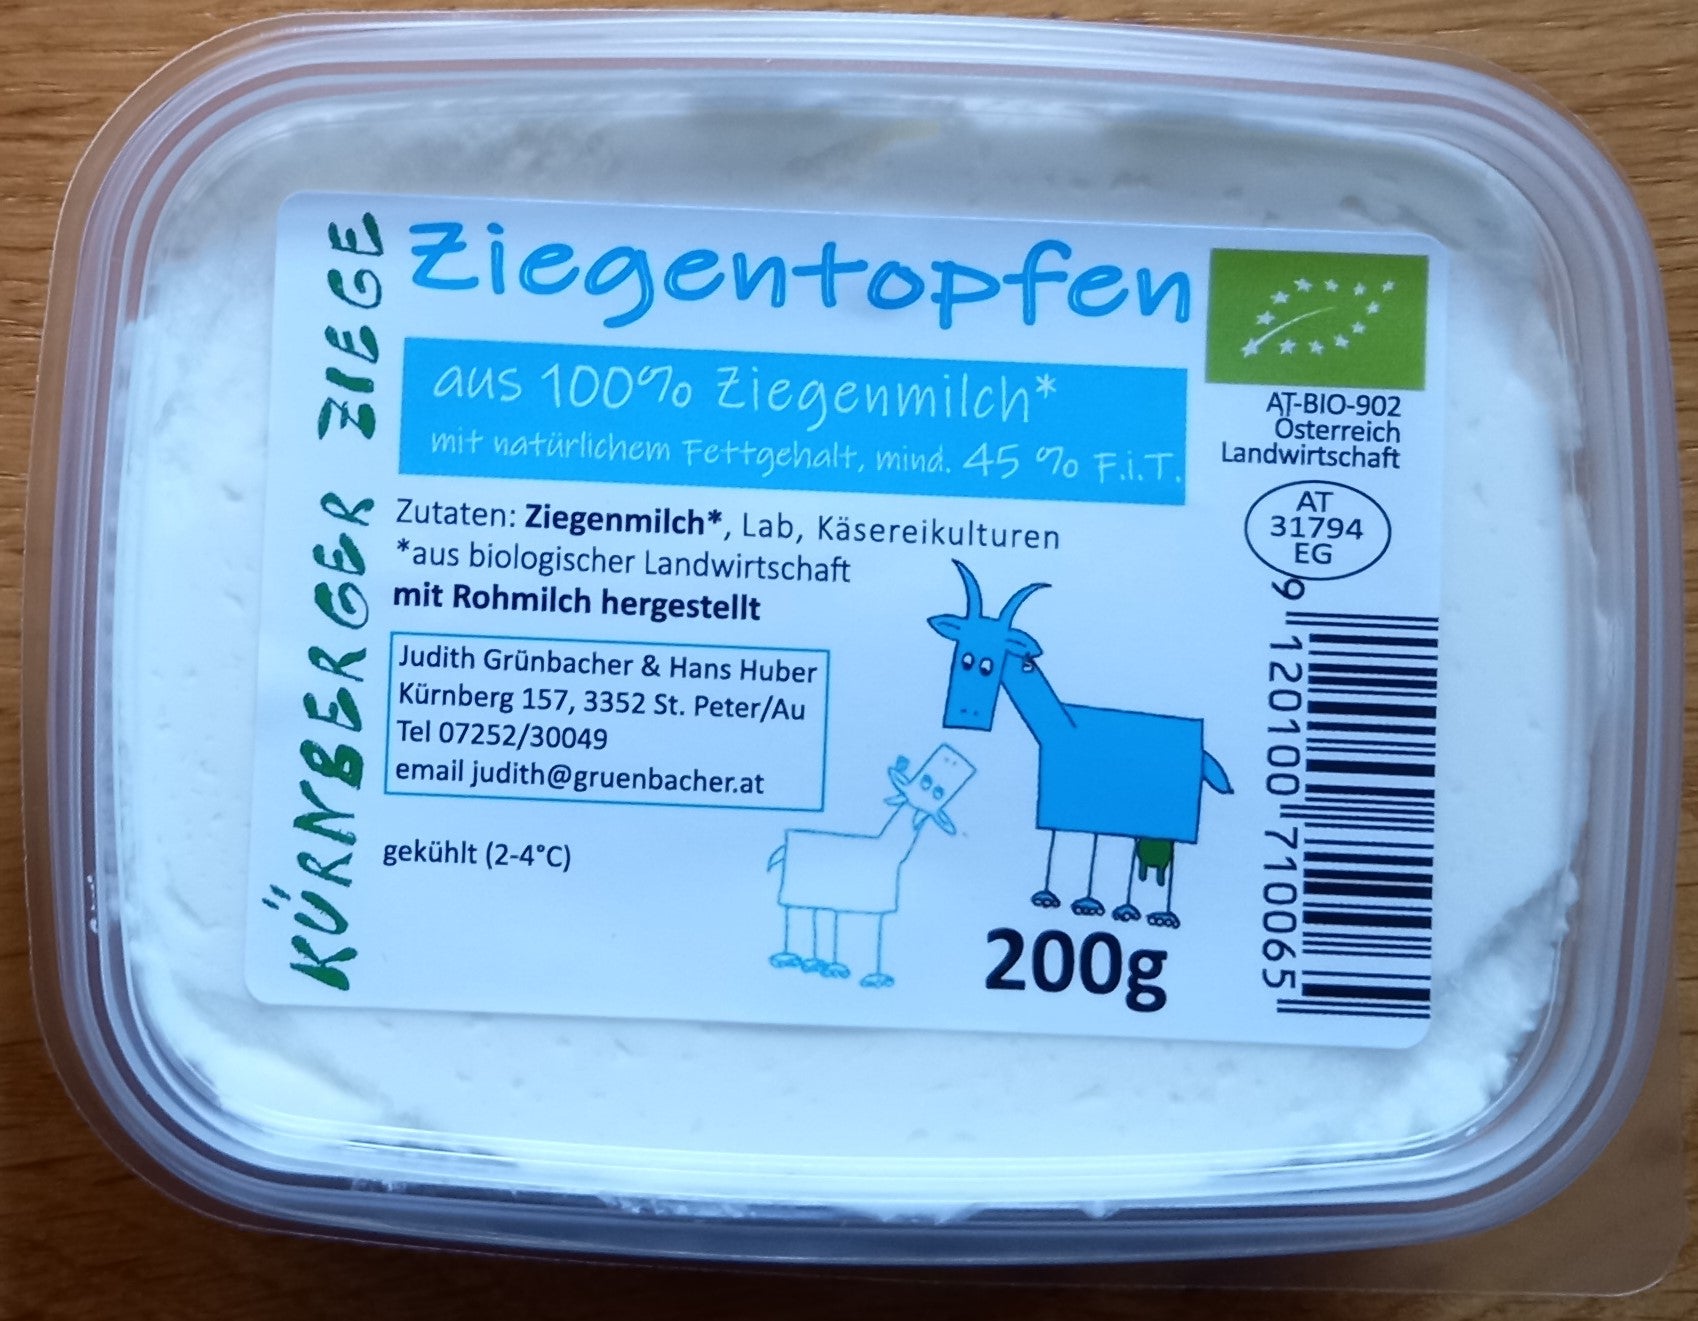 KÜRNBERGER ZIEGE
Ziegentopfen
aus 100% Ziegenmilch*
mit natürlichem Fettgehalt, mind. 45 % F.i.T.
Zutaten: Ziegenmilch*, Lab, Käsereikulturen
*aus biologischer Landwirtschaft
mit Rohmilch hergestellt
Judith Grünbacher & Hans Huber
Kürnberg 157, 3352 St. Peter/Au
Tel 07252/30049
email judith@gruenbacher.at
gekühlt (2-4°C)
200g
AT-BIO-902
Österreich
Landwirtschaft
AT
31794
EG
9 120100 710065